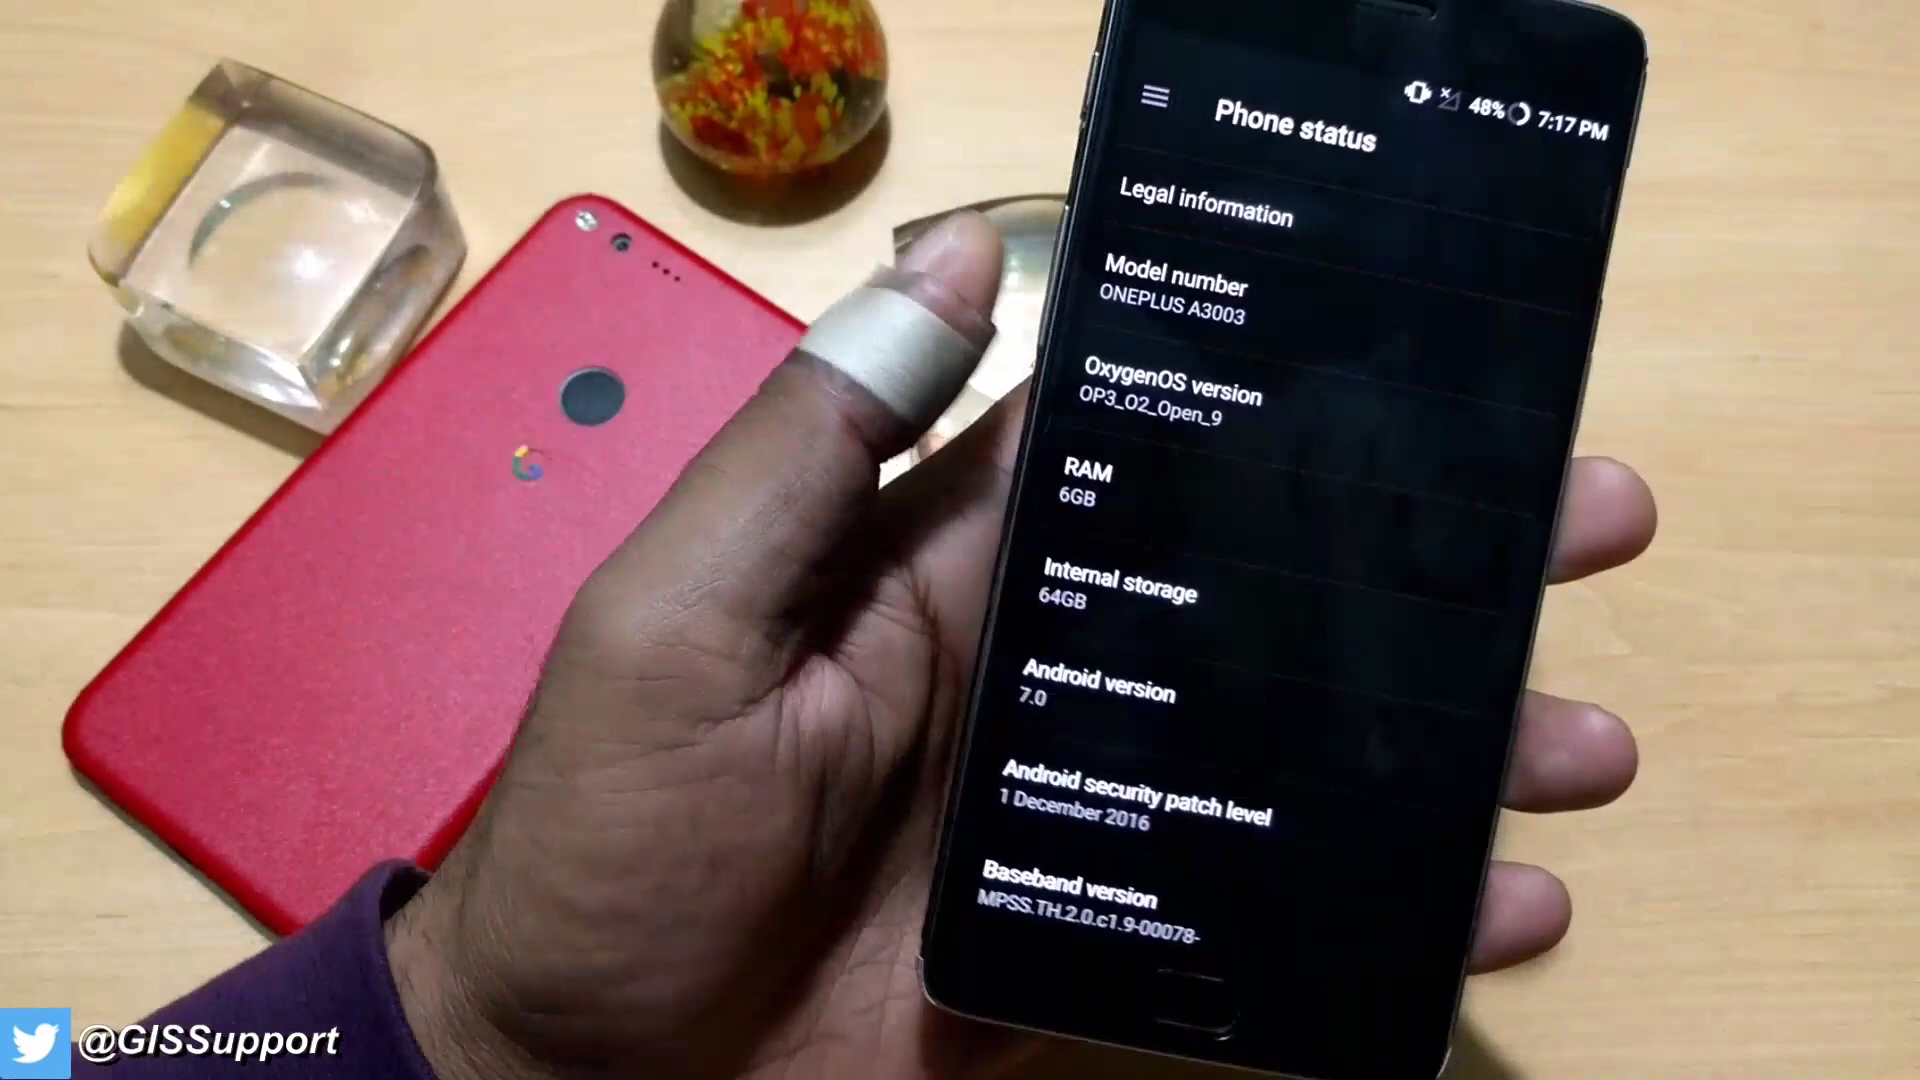 48% 7:17 PM
Phone status
Legal information
Model number
ONEPLUS A3003
OxygenOS version
OP3_O2_Open_9
RAM
6GB
Internal storage
64GB
Android version
7.0
Android security patch level
1 December 2016
Baseband version
MPSS.TH.2.0.c1.9-00078-
G
@GISSupport